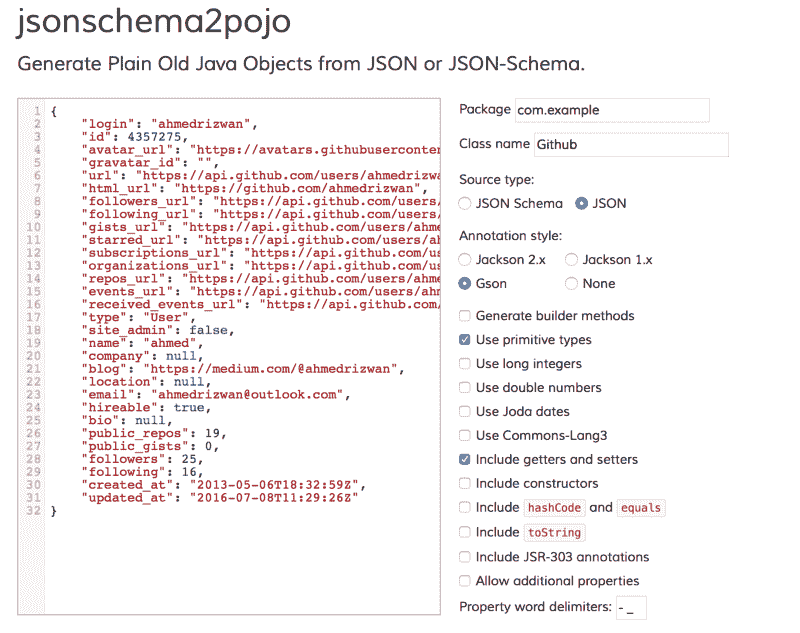 jsonschema2pojo
Generate Plain Old Java Objects from JSON or JSON-Schema.
1 {
2 "login": "ahmedrizwan",
3 "id": 4357275,
4 "avatar_url": "https://avatars.githubuserconten
5 "gravatar_id": "",
6 "url": "https://api.github.com/users/ahmedrizwa
7 "html_url": "https://github.com/ahmedrizwan",
8 "followers_url": "https://api.github.com/users/
9 "following_url": "https://api.github.com/users/
10 "gists_url": "https://api.github.com/users/ahme
11 "starred_url": "https://api.github.com/users/ah
12 "subscriptions_url": "https://api.github.com/us
13 "organizations_url": "https://api.github.com/us
14 "repos_url": "https://api.github.com/users/ahme
15 "events_url": "https://api.github.com/users/ahm
16 "received_events_url": "https://api.github.com/
17 "type": "User",
18 "site_admin": false,
19 "name": "ahmed",
20 "company": null,
21 "blog": "https://medium.com/@ahmedrizwan",
22 "location": null,
23 "email": "ahmedrizwan@outlook.com",
24 "hireable": true,
25 "bio": null,
26 "public_repos": 19,
27 "public_gists": 0,
28 "followers": 25,
29 "following": 16,
30 "created_at": "2013-05-06T18:32:59Z",
31 "updated_at": "2016-07-08T11:29:26Z"
32 }
Package com.example
Class name Github
Source type:
JSON Schema JSON
Annotation style:
Jackson 2.x Jackson 1.x
Gson None
Generate builder methods
Use primitive types
Use long integers
Use double numbers
Use Joda dates
Use Commons-Lang3
Include getters and setters
Include constructors
Include hashCode and equals
Include toString
Include JSR-303 annotations
Allow additional properties
Property word delimiters: - _